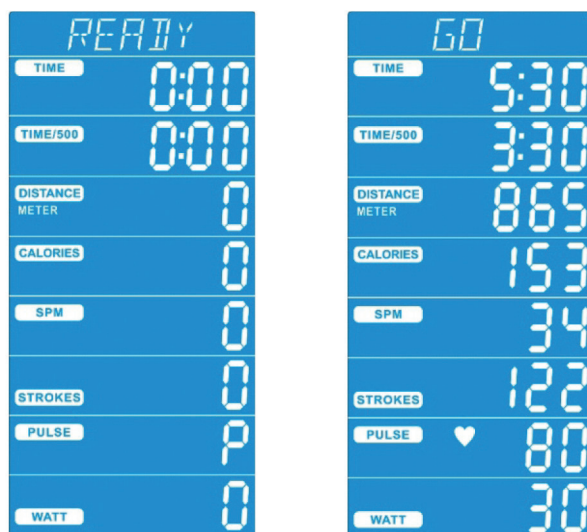 READY
TIME 0:00
TIME/500 0:00
DISTANCE
METER 0
CALORIES 0
SPM 0
STROKES 0
PULSE P
WATT 0
GO
TIME 5:30
TIME/500 3:30
DISTANCE
METER 865
CALORIES 153
SPM 34
STROKES 122
PULSE 80
WATT 30